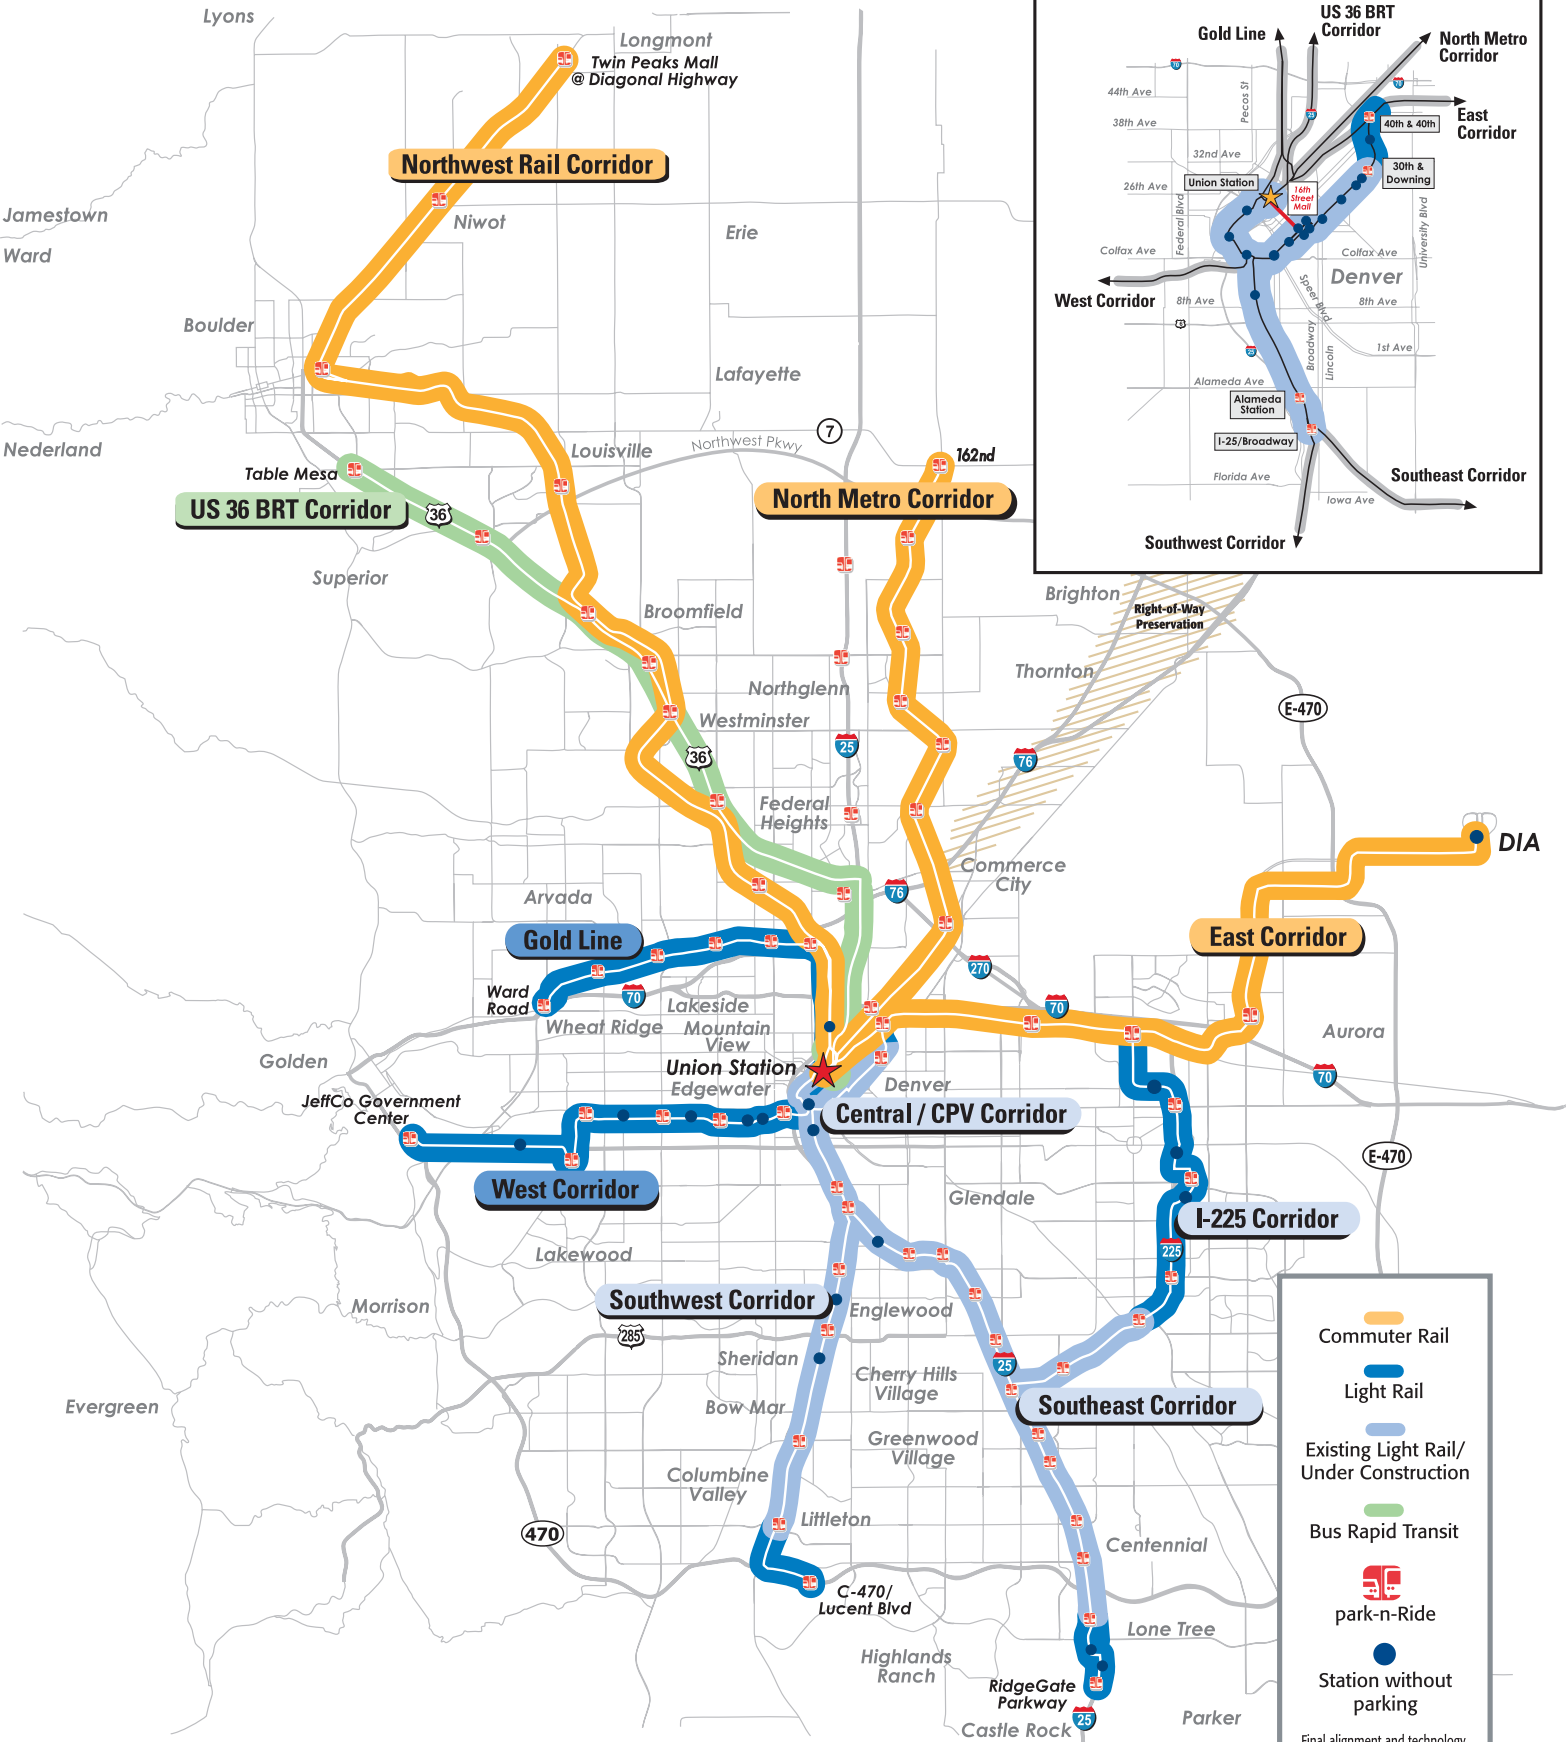 Lyons
Longmont
Twin Peaks Mall
@ Diagonal Highway
Northwest Rail Corridor
Niwot
Jamestown
Ward
Erie
Boulder
Lafayette
Nederland
Louisville
Northwest Pkwy
7
Table Mesa
US 36 BRT Corridor
36
162nd
North Metro Corridor
Superior
Broomfield
Brighton
Right-of-Way
Preservation
Thornton
Northglenn
Westminster
E-470
25
36
76
Federal
Heights
DIA
Commerce
City
Arvada
76
Gold Line
East Corridor
270
Ward
Road
70
Lakeside
70
Wheat Ridge
Mountain
View
Aurora
Golden
Union Station
Edgewater
Denver
70
JeffCo Government
Center
Central / CPV Corridor
E-470
West Corridor
Glendale
I-225 Corridor
225
Lakewood
Morrison
Southwest Corridor
Englewood
285
Sheridan
25
Cherry Hills
Village
Evergreen
Bow Mar
Southeast Corridor
Greenwood
Village
Columbine
Valley
Littleton
470
Centennial
C-470/
Lucent Blvd
Lone Tree
Highlands
Ranch
RidgeGate
Parkway
25
Castle Rock
Parker
Gold Line
US 36 BRT
Corridor
North Metro
Corridor
70
70
44th Ave
Pecos St
25
East
Corridor
38th Ave
40th & 40th
32nd Ave
30th &
Downing
26th Ave
Union Station
16th
Street
Mall
Federal Blvd
University Blvd
Colfax Ave
Colfax Ave
Denver
West Corridor
8th Ave
Speer Blvd
8th Ave
6
25
Broadway
Lincoln
1st Ave
Alameda Ave
Alameda
Station
I-25/Broadway
Florida Ave
Southeast Corridor
Iowa Ave
Southwest Corridor
Commuter Rail
Light Rail
Existing Light Rail/
Under Construction
Bus Rapid Transit
park-n-Ride
Station without
parking
Final alignment and technology